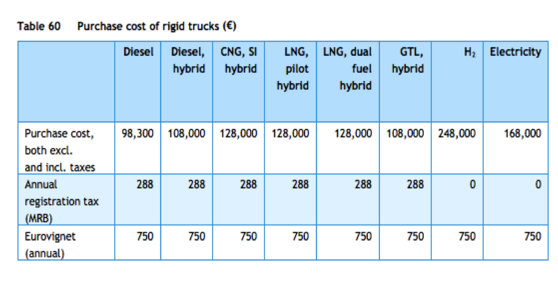 Table 60 Purchase cost of rigid trucks (€)
Diesel Diesel, CNG, SI LNG, LNG, dual GTL, H₂ Electricity
hybrid hybrid pilot fuel hybrid
hybrid hybrid
Purchase cost, 98,300 108,000 128,000 128,000 128,000 108,000 248,000 168,000
both excl.
and incl. taxes
Annual 288 288 288 288 288 288 0 0
registration tax
(MRB)
Eurovignet 750 750 750 750 750 750 750 750
(annual)